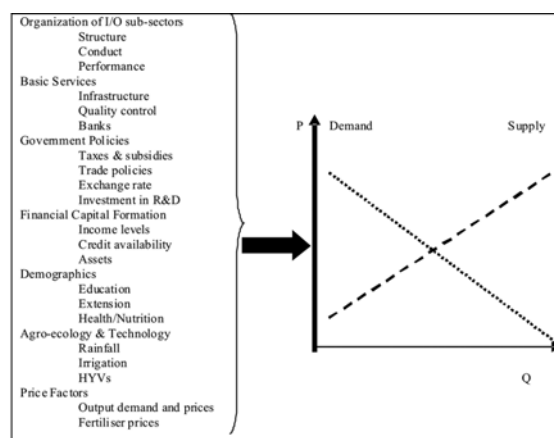 Organization of I/O sub-sectors
Structure
Conduct
Performance
Basic Services
Infrastructure
Quality control
Banks
Government Policies
Taxes & subsidies
Trade policies
Exchange rate
Investment in R&D
Financial Capital Formation
Income levels
Credit availability
Assets
Demographics
Education
Extension
Health/Nutrition
Agro-ecology & Technology
Rainfall
Irrigation
HYVs
Price Factors
Output demand and prices
Fertiliser prices
P Demand Supply
Q